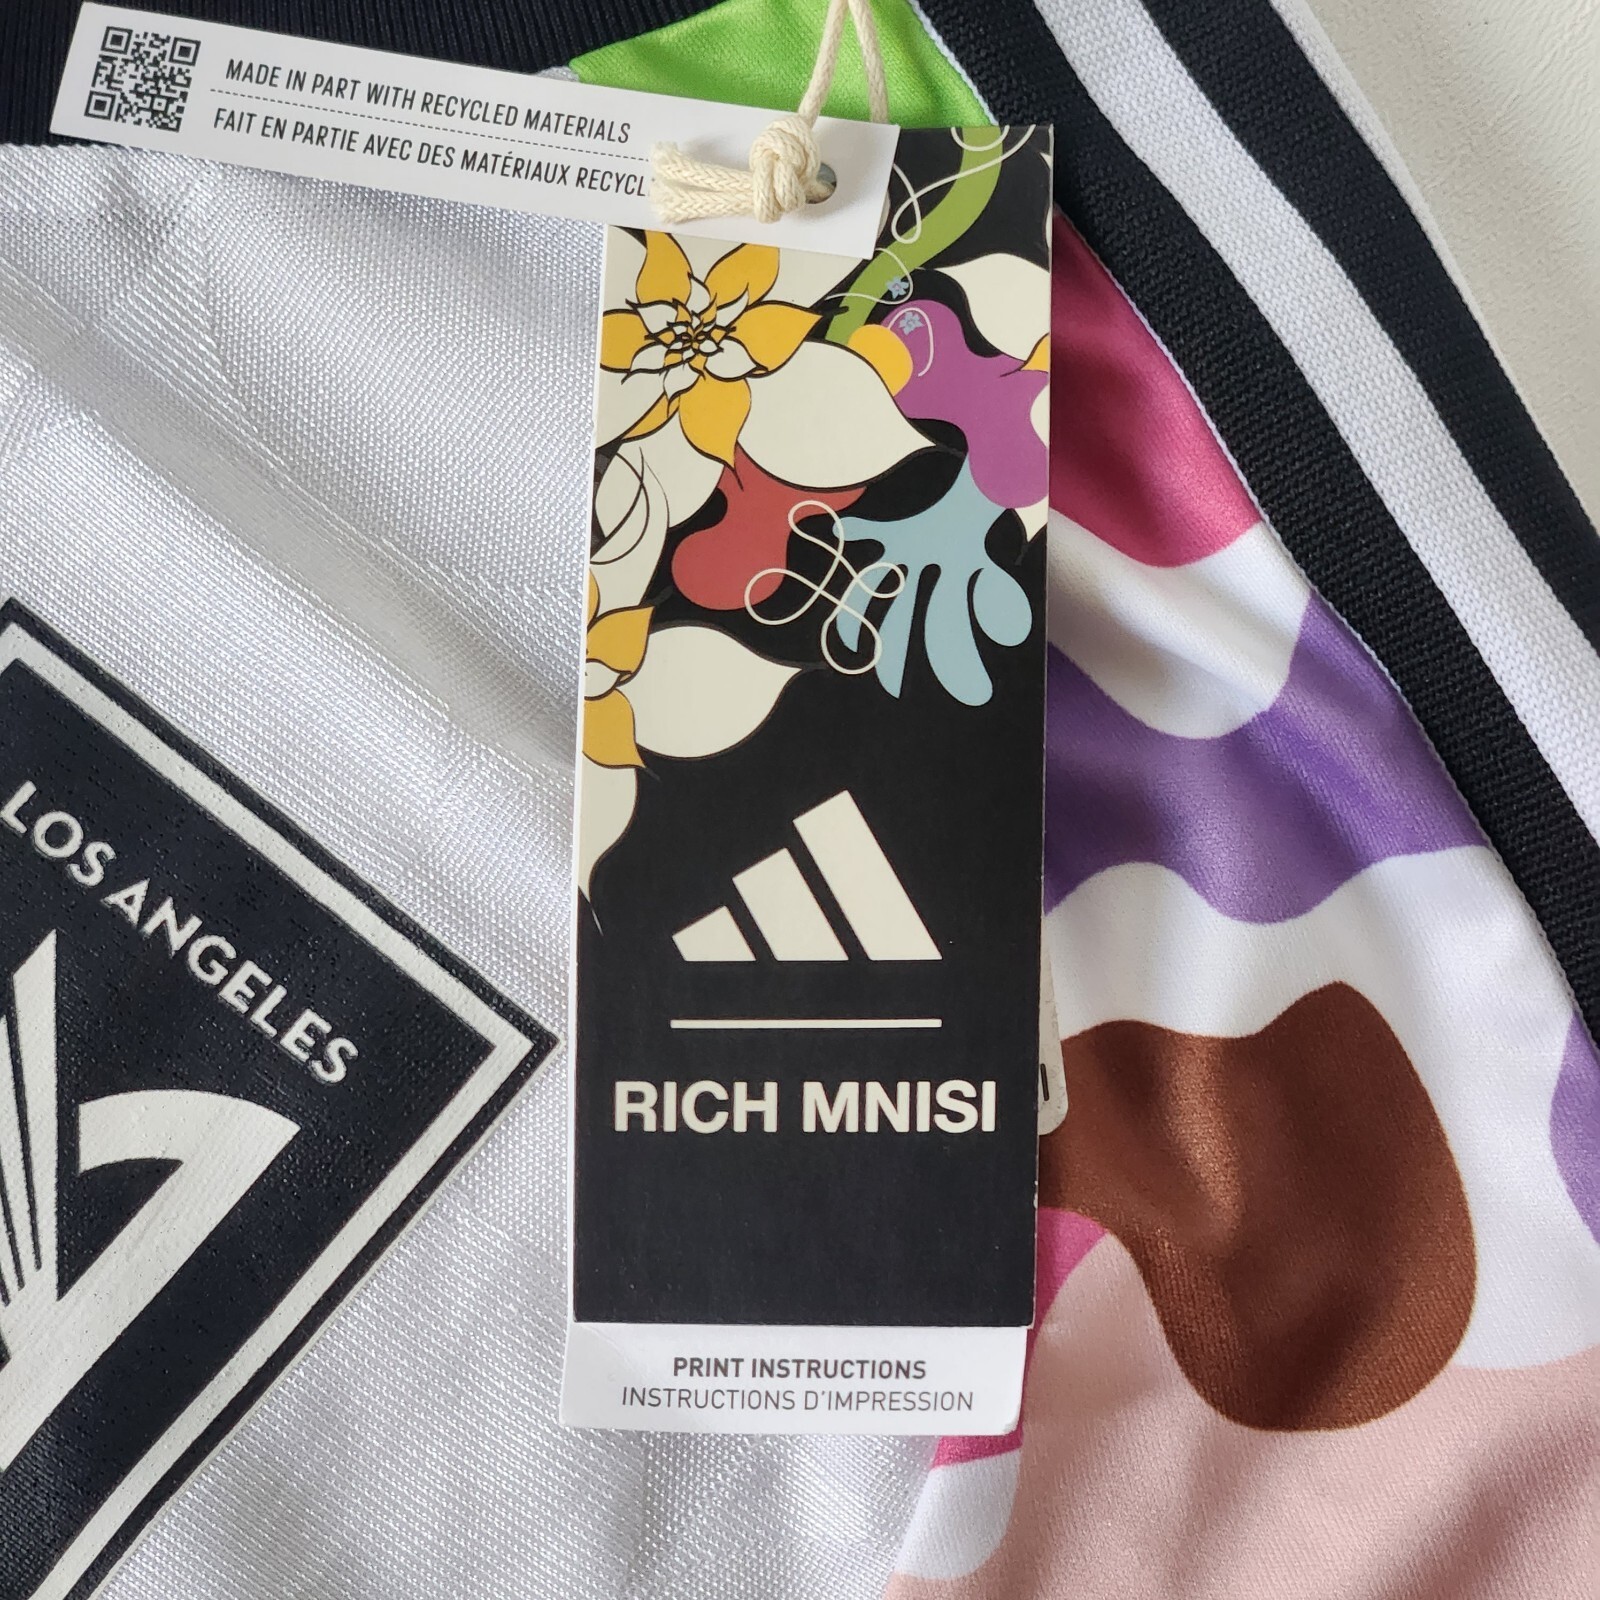 MADE IN PART WITH RECYCLED MATERIALS
FAIT EN PARTIE AVEC DES MATÉRIAUX
LOS ANGELES
RICH MNISI
PRINT INSTRUCTIONS
INSTRUCTIONS D'IMPRESSION